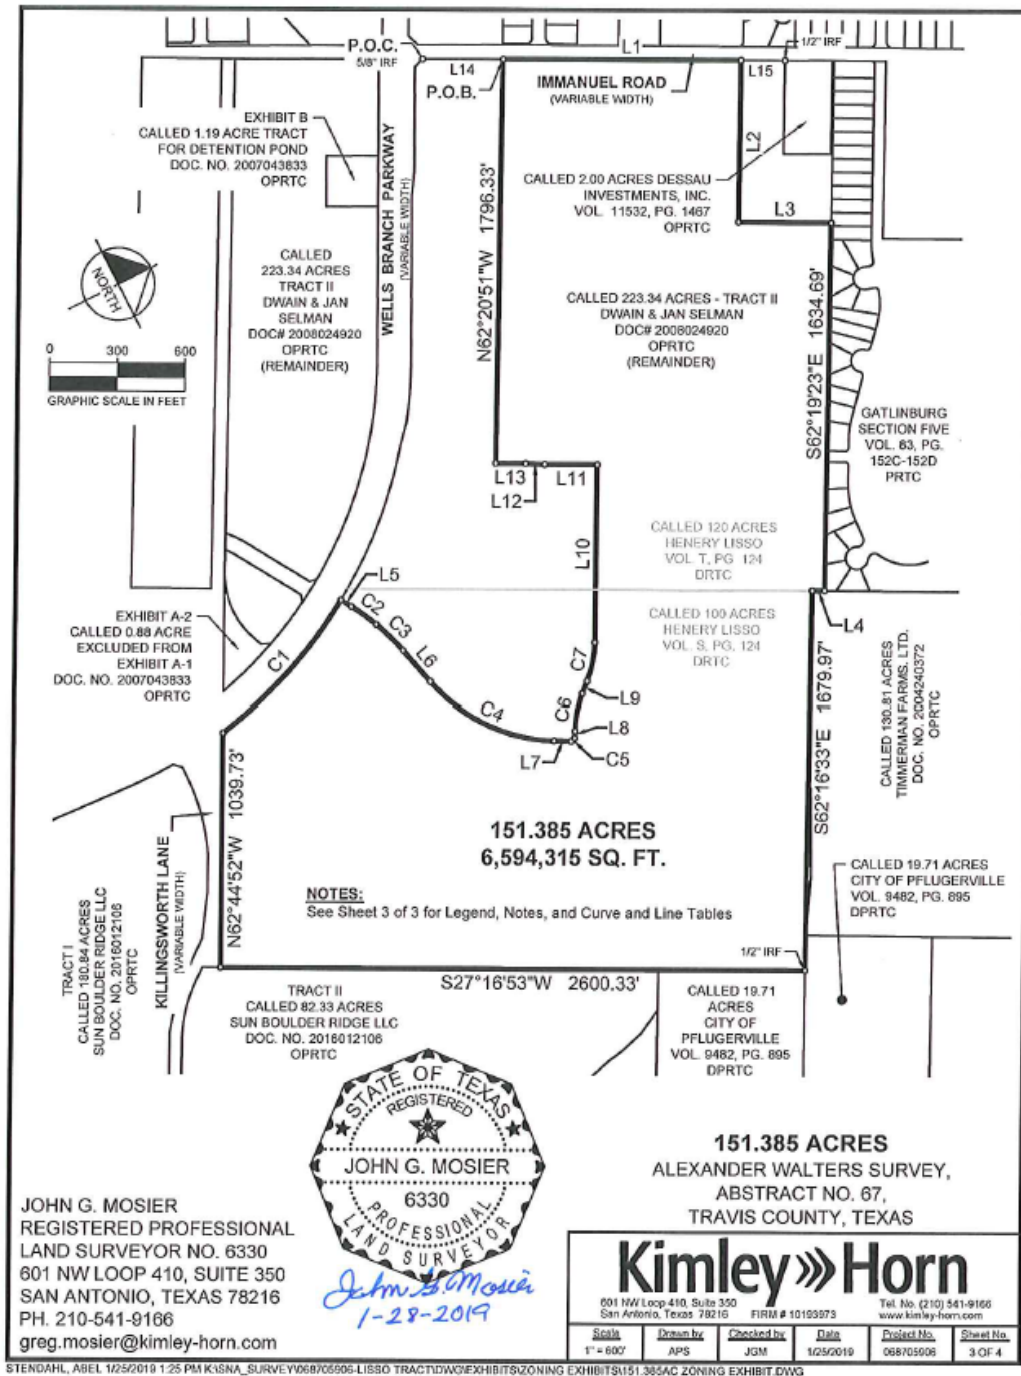 P.O.C.
5/8" IRF
L14
P.O.B.
L1
1/2" IRF
L15
IMMANUEL ROAD
(VARIABLE WIDTH)
EXHIBIT B
CALLED 1.19 ACRE TRACT
FOR DETENTION POND
DOC. NO. 2007043833
OPRTC
WELLS BRANCH PARKWAY
(VARIABLE WIDTH)
N62°20'51"W 1796.33'
L2
CALLED 2.00 ACRES DESSAU
INVESTMENTS, INC.
VOL. 11532, PG. 1467
OPRTC
L3
CALLED
223.34 ACRES
TRACT II
DWAIN & JAN
SELMAN
DOC# 2008024920
OPRTC
(REMAINDER)
NORTH
0 300 600
GRAPHIC SCALE IN FEET
CALLED 223.34 ACRES - TRACT II
DWAIN & JAN SELMAN
DOC# 2008024920
OPRTC
(REMAINDER)
S62°19'23"E 1634.69'
GATLINBURG
SECTION FIVE
VOL. 83, PG.
152C-152D
PRTC
L13
L12
L11
L10
CALLED 120 ACRES
HENERY LISSO
VOL. T, PG. 124
DRTC
L5
CALLED 100 ACRES
HENERY LISSO
VOL. S, PG. 124
DRTC
L4
EXHIBIT A-2
CALLED 0.88 ACRE
EXCLUDED FROM
EXHIBIT A-1
DOC. NO. 2007043833
OPRTC
C1
C2
C3
L6
C4
C7
L9
C6
L8
L7
C5
S62°16'33"E 1679.97'
CALLED 130.81 ACRES
TIMMERMAN FARMS, LTD.
DOC. NO. 2004240372
OPRTC
N62°44'52"W 1039.73'
151.385 ACRES
6,594,315 SQ. FT.
NOTES:
See Sheet 3 of 3 for Legend, Notes, and Curve and Line Tables
CALLED 19.71 ACRES
CITY OF PFLUGERVILLE
VOL. 9482, PG. 895
DPRTC
TRACT I
CALLED 180.84 ACRES
SUN BOULDER RIDGE LLC
DOC. NO. 2016012106
OPRTC
KILLINGSWORTH LANE
(VARIABLE WIDTH)
1/2" IRF
S27°16'53"W 2600.33'
TRACT II
CALLED 82.33 ACRES
SUN BOULDER RIDGE LLC
DOC. NO. 2016012106
OPRTC
CALLED 19.71
ACRES
CITY OF
PFLUGERVILLE
VOL. 9482, PG. 895
DPRTC
STATE OF TEXAS
REGISTERED
JOHN G. MOSIER
6330
PROFESSIONAL
LAND SURVEYOR
John G. Mosier
1-28-2019
JOHN G. MOSIER
REGISTERED PROFESSIONAL
LAND SURVEYOR NO. 6330
601 NW LOOP 410, SUITE 350
SAN ANTONIO, TEXAS 78216
PH. 210-541-9166
greg.mosier@kimley-horn.com
151.385 ACRES
ALEXANDER WALTERS SURVEY,
ABSTRACT NO. 67,
TRAVIS COUNTY, TEXAS
Kimley»Horn
601 NW Loop 410, Suite 350
San Antonio, Texas 78216 FIRM # 10193973
Tel. No. (210) 541-9166
www.kimley-horn.com
Scale Drawn by Checked by Date Project No. Sheet No.
1" = 600' APS JGM 1/25/2019 068705906 3 OF 4
STENDAHL, ABEL 1/25/2019 1:25 PM K:\SNA_SURVEY\068705906-LISSO TRACT\DWG\EXHIBITS\ZONING EXHIBITS\151.385AC ZONING EXHIBIT.DWG